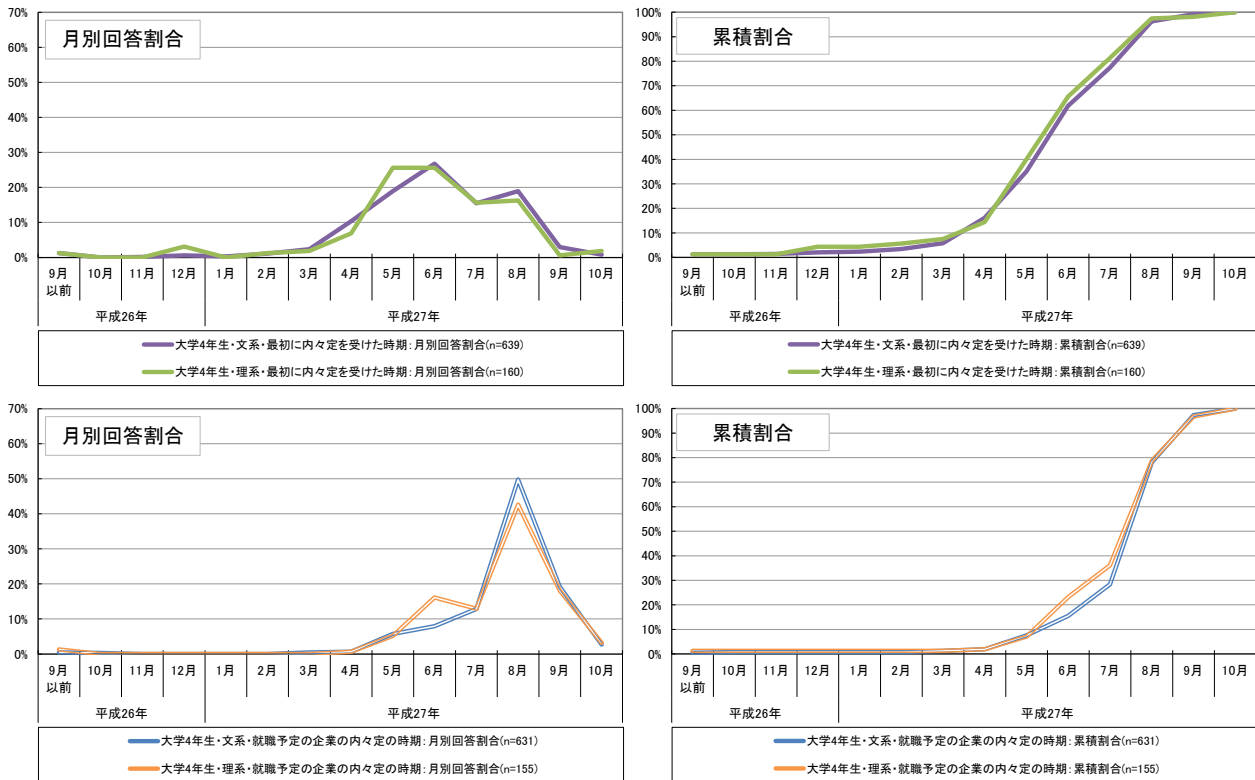 月別回答割合
70%
60%
50%
40%
30%
20%
10%
0%
9月 10月 11月 12月 1月 2月 3月 4月 5月 6月 7月 8月 9月 10月
以前
平成26年 平成27年
大学4年生・文系・最初に内々定を受けた時期：月別回答割合(n=639)
大学4年生・理系・最初に内々定を受けた時期：月別回答割合(n=160)
累積割合
100%
90%
80%
70%
60%
50%
40%
30%
20%
10%
0%
9月 10月 11月 12月 1月 2月 3月 4月 5月 6月 7月 8月 9月 10月
以前
平成26年 平成27年
大学4年生・文系・最初に内々定を受けた時期：累積割合(n=639)
大学4年生・理系・最初に内々定を受けた時期：累積割合(n=160)
月別回答割合
70%
60%
50%
40%
30%
20%
10%
0%
9月 10月 11月 12月 1月 2月 3月 4月 5月 6月 7月 8月 9月 10月
以前
平成26年 平成27年
大学4年生・文系・就職予定の企業の内々定の時期：月別回答割合(n=631)
大学4年生・理系・就職予定の企業の内々定の時期：月別回答割合(n=155)
累積割合
100%
90%
80%
70%
60%
50%
40%
30%
20%
10%
0%
9月 10月 11月 12月 1月 2月 3月 4月 5月 6月 7月 8月 9月 10月
以前
平成26年 平成27年
大学4年生・文系・就職予定の企業の内々定の時期：累積割合(n=631)
大学4年生・理系・就職予定の企業の内々定の時期：累積割合(n=155)